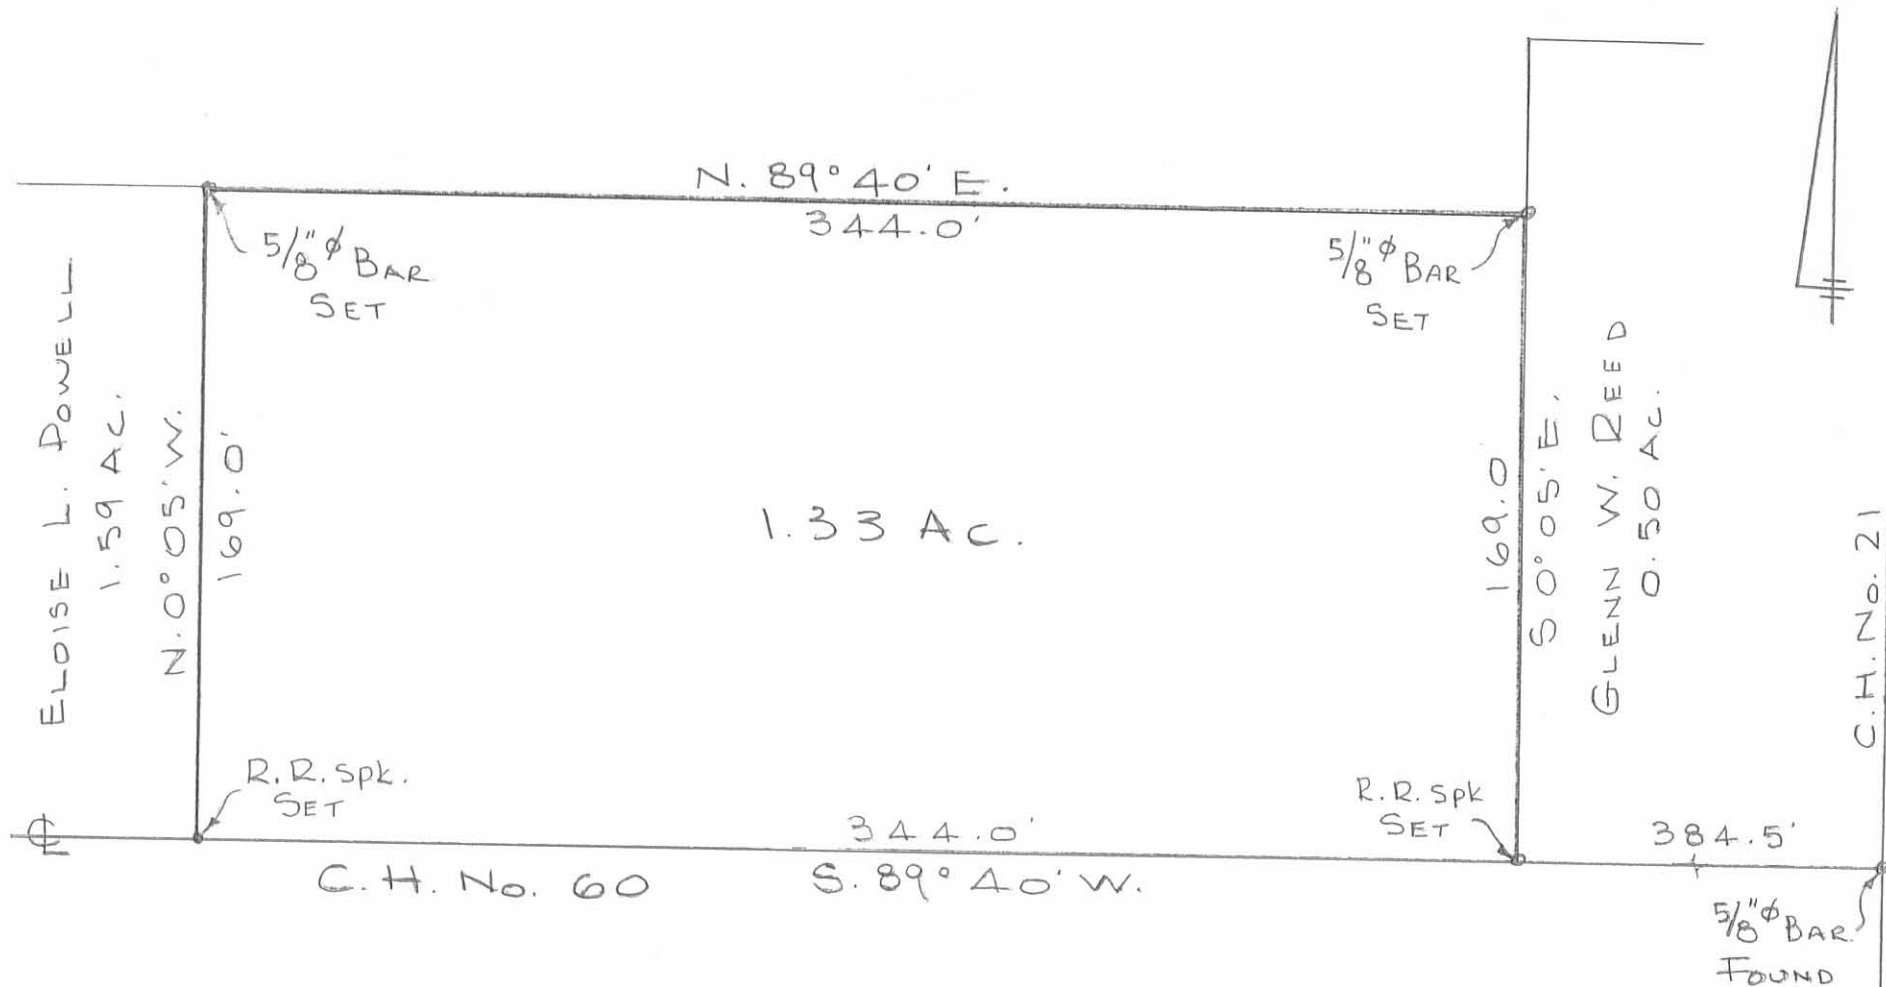 N. 89° 40' E.
344.0'
5/8" ϕ BAR
SET
5/8" ϕ BAR
SET
ELOISE L. POWELL
1.59 AC.
N. 0° 05' W.
169.0'
1.33 AC.
169.0
S 0° 05' E.
GLENN W. REED
0.50 AC.
C.H. No. 21
R.R. Spk.
SET
R.R. Spk
SET
℄
344.0'
384.5'
C.H. No. 60
S. 89° 40' W.
5/8" ϕ BAR
FOUND